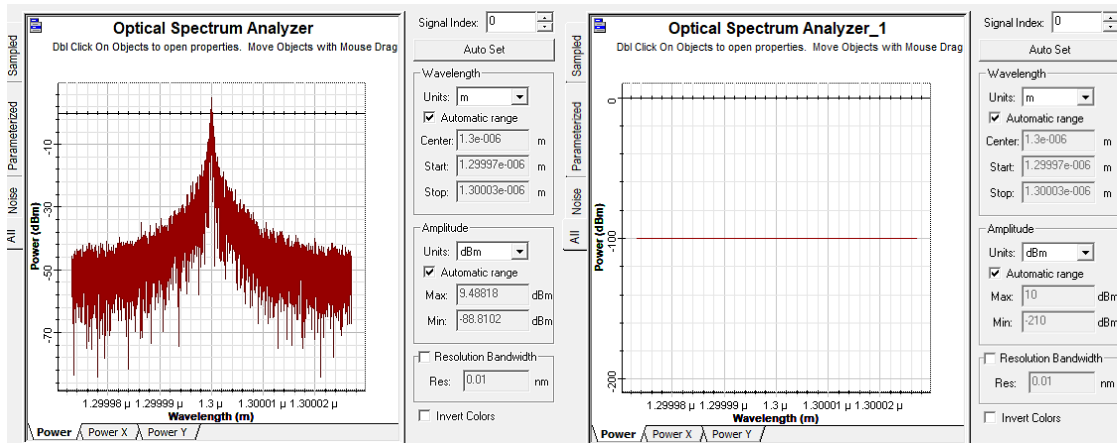 Optical Spectrum Analyzer
Dbl Click On Objects to open properties. Move Objects with Mouse Drag
Sampled
Parameterized
Noise
All
Power (dBm)
-10
-30
-50
-70
1.29998 µ 1.29999 µ 1.3 µ 1.30001 µ 1.30002 µ
Wavelength (m)
Power Power X Power Y
Signal Index: 0
Auto Set
Wavelength
Units: m
Automatic range
Center: 1.3e-006 m
Start: 1.29997e-006 m
Stop: 1.30003e-006 m
Amplitude
Units: dBm
Automatic range
Max: 9.48818 dBm
Min: -88.8102 dBm
Resolution Bandwidth
Res: 0.01 nm
Invert Colors
Optical Spectrum Analyzer_1
Dbl Click On Objects to open properties. Move Objects with Mouse Drag
Sampled
Parameterized
Noise
All
Power (dBm)
0
-100
-200
1.29998 µ 1.29999 µ 1.3 µ 1.30001 µ 1.30002 µ
Wavelength (m)
Power Power X Power Y
Signal Index: 0
Auto Set
Wavelength
Units: m
Automatic range
Center: 1.3e-006 m
Start: 1.29997e-006 m
Stop: 1.30003e-006 m
Amplitude
Units: dBm
Automatic range
Max: 10 dBm
Min: -210 dBm
Resolution Bandwidth
Res: 0.01 nm
Invert Colors